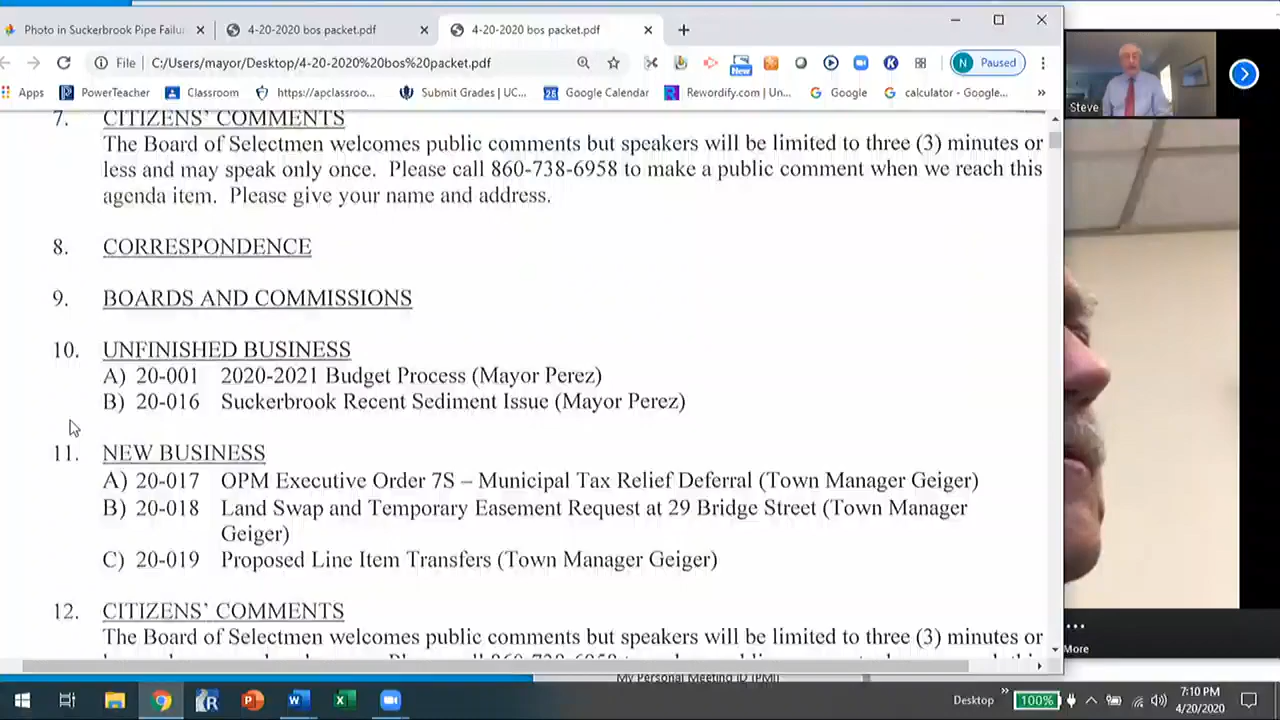 Photo in Suckerbrook Pipe Failu
4-20-2020 bos packet.pdf
4-20-2020 bos packet.pdf
File
C:/Users/mayor/Desktop/4-20-2020%20bos%20packet.pdf
New
N Paused
Apps
PowerTeacher
Classroom
https://apclassroo...
Submit Grades | UC...
Google Calendar
Rewordify.com | Un...
Google
calculator - Google...
7. CITIZENS' COMMENTS
The Board of Selectmen welcomes public comments but speakers will be limited to three (3) minutes or
less and may speak only once. Please call 860-738-6958 to make a public comment when we reach this
agenda item. Please give your name and address.
8. CORRESPONDENCE
9. BOARDS AND COMMISSIONS
10. UNFINISHED BUSINESS
A) 20-001 2020-2021 Budget Process (Mayor Perez)
B) 20-016 Suckerbrook Recent Sediment Issue (Mayor Perez)
11. NEW BUSINESS
A) 20-017 OPM Executive Order 7S – Municipal Tax Relief Deferral (Town Manager Geiger)
B) 20-018 Land Swap and Temporary Easement Request at 29 Bridge Street (Town Manager
Geiger)
C) 20-019 Proposed Line Item Transfers (Town Manager Geiger)
12. CITIZENS' COMMENTS
The Board of Selectmen welcomes public comments but speakers will be limited to three (3) minutes or
Steve
More
My Personal Meeting ID (PMI)
Desktop
100%
7:10 PM
4/20/2020